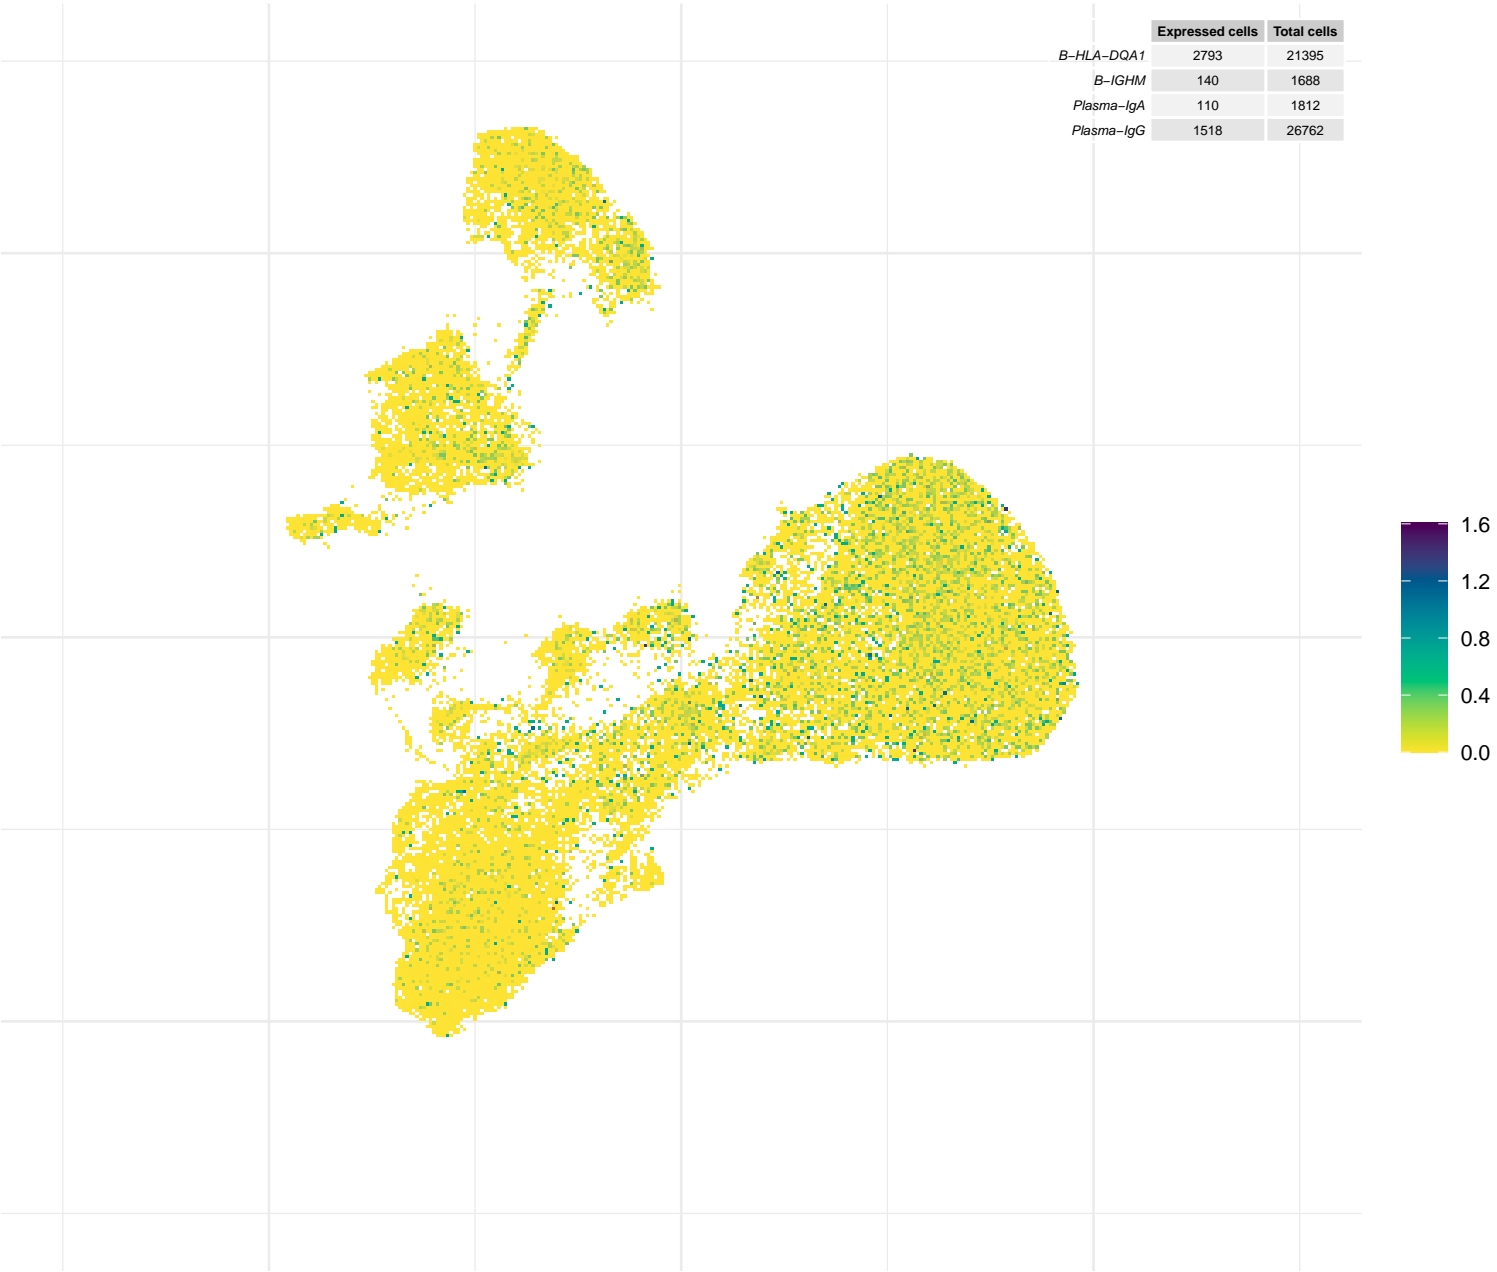 Expressed cells Total cells
B−HLA−DQA1 2793 21395
B−IGHM 140 1688
Plasma−IgA 110 1812
Plasma−IgG 1518 26762
1.6
1.2
0.8
0.4
0.0